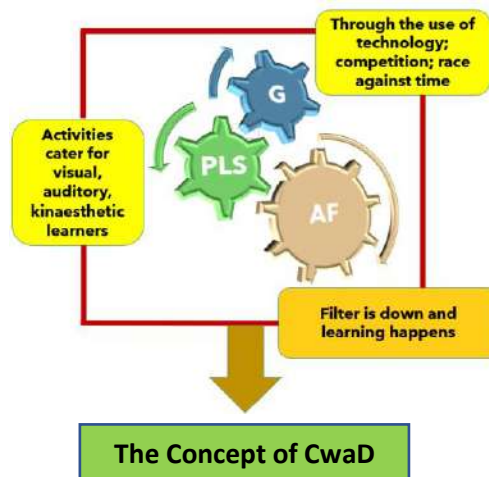 Through the use of
technology;
competition; race
against time
G
Activities
cater for
visual,
auditory,
kinaesthetic
learners
PLS
AF
Filter is down and
learning happens
The Concept of CwaD